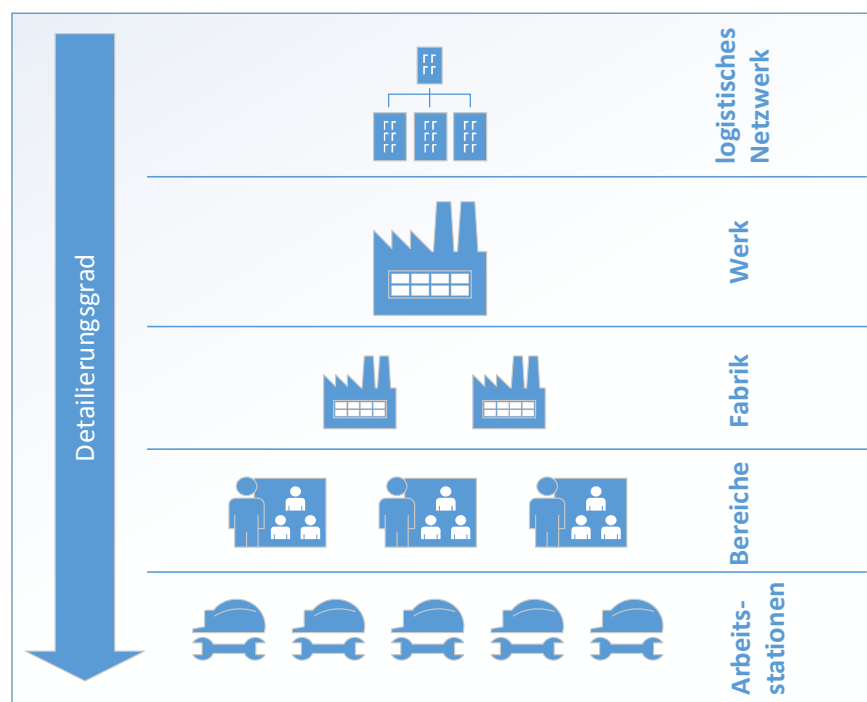 Detailierungsgrad
logistisches
Netzwerk
Werk
Fabrik
Bereiche
Arbeits-
stationen